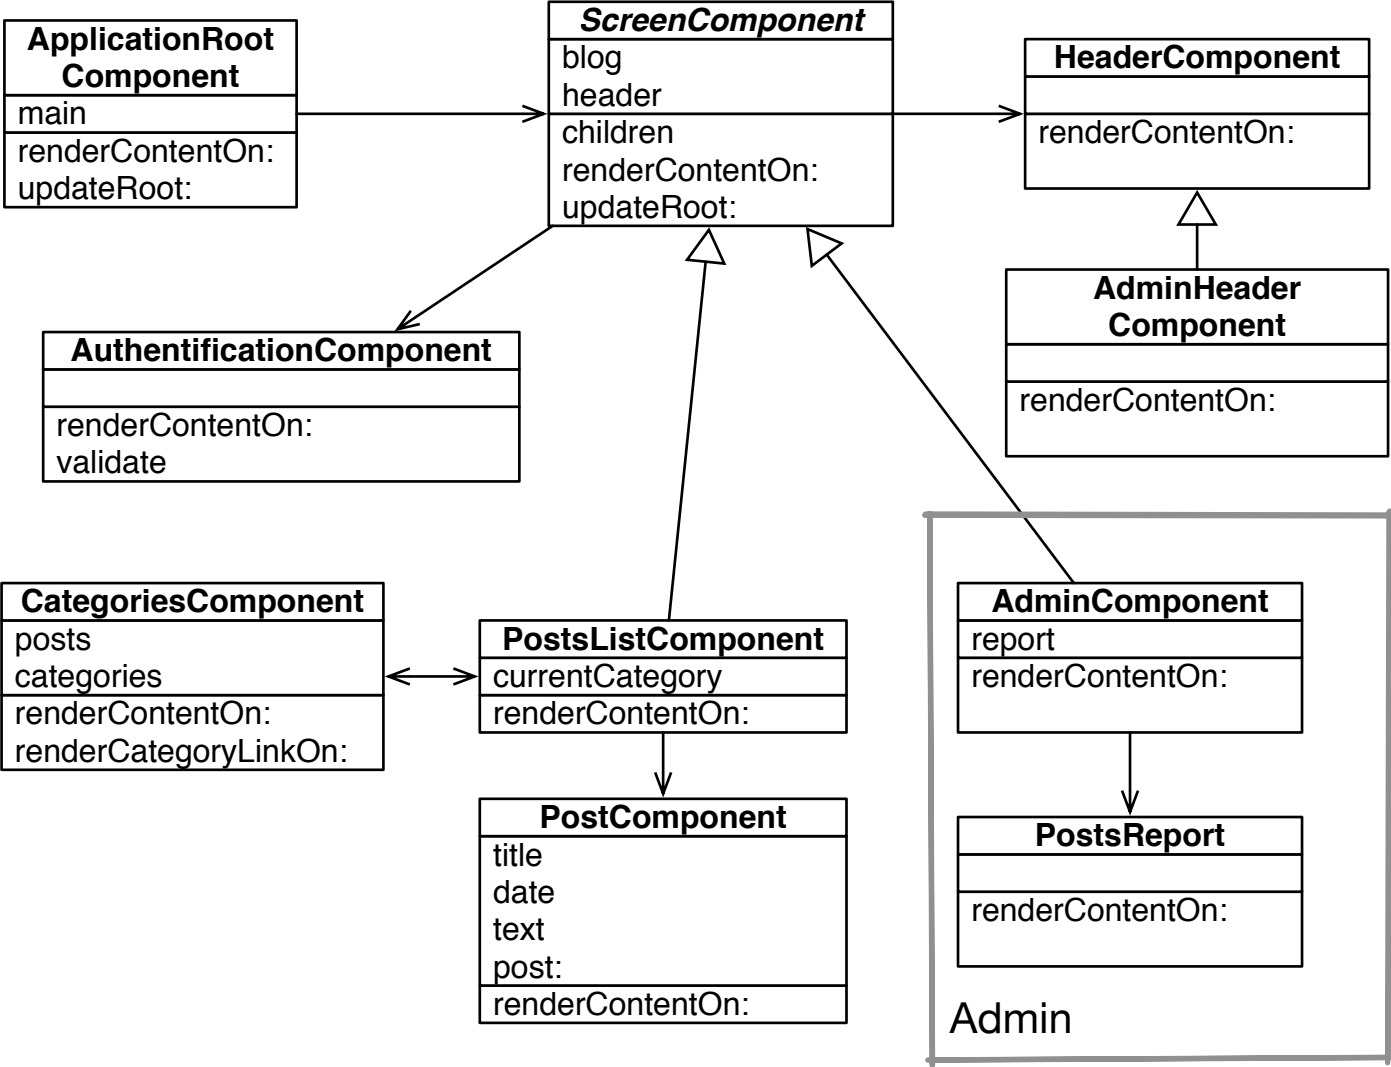 ApplicationRoot
Component
main
renderContentOn:
updateRoot:
ScreenComponent
blog
header
children
renderContentOn:
updateRoot:
HeaderComponent
renderContentOn:
AdminHeader
Component
renderContentOn:
AuthentificationComponent
renderContentOn:
validate
CategoriesComponent
posts
categories
renderContentOn:
renderCategoryLinkOn:
PostsListComponent
currentCategory
renderContentOn:
PostComponent
title
date
text
post:
renderContentOn:
AdminComponent
report
renderContentOn:
PostsReport
renderContentOn:
Admin